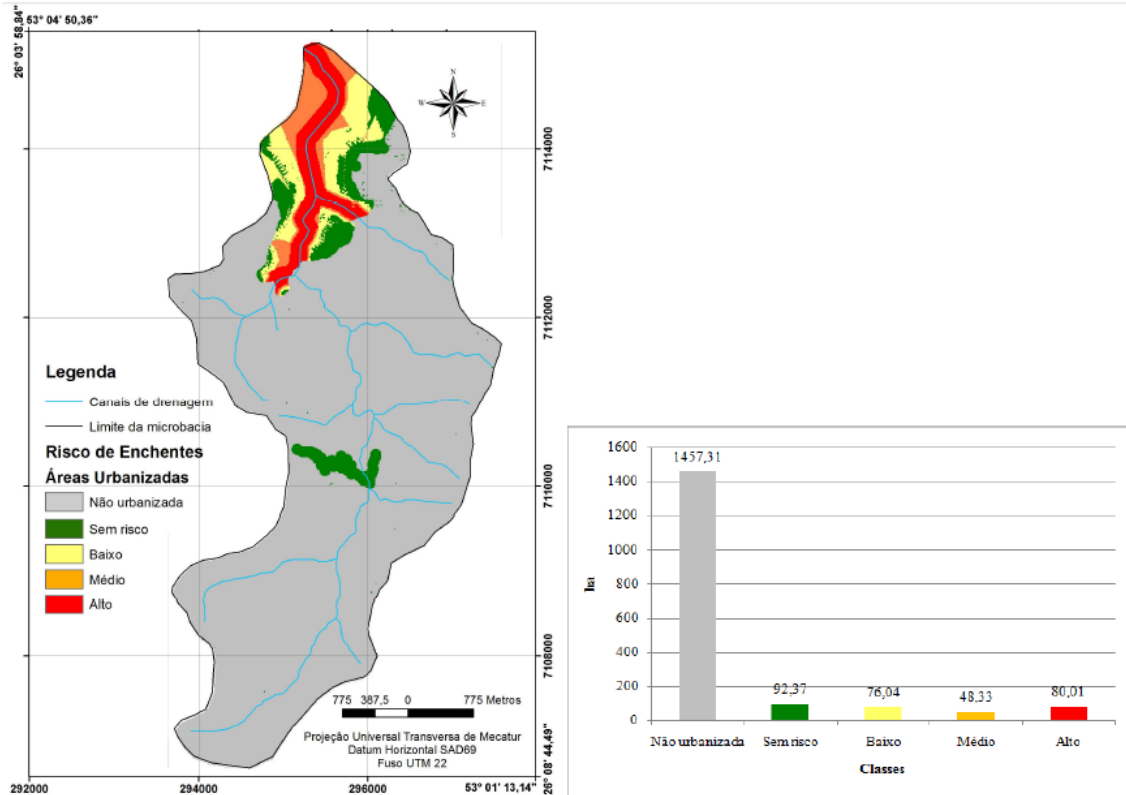 53° 04' 50,36"
26° 03' 58,84"
N
W
E
S
7114000
7112000
7110000
7108000
Legenda
Canais de drenagem
Limite da microbacia
Risco de Enchentes
Áreas Urbanizadas
Não urbanizada
Sem risco
Baixo
Médio
Alto
775 387,5 0 775 Metros
Projeção Universal Transversa de Mecatur
Datum Horizontal SAD69
Fuso UTM 22
26° 08' 44,49"
292000 294000 296000 53° 01' 13,14"
1600
1400
1200
1000
800
600
400
200
0
ha
1457,31
92,37
76,04
48,33
80,01
Não urbanizada Sem risco Baixo Médio Alto
Classes